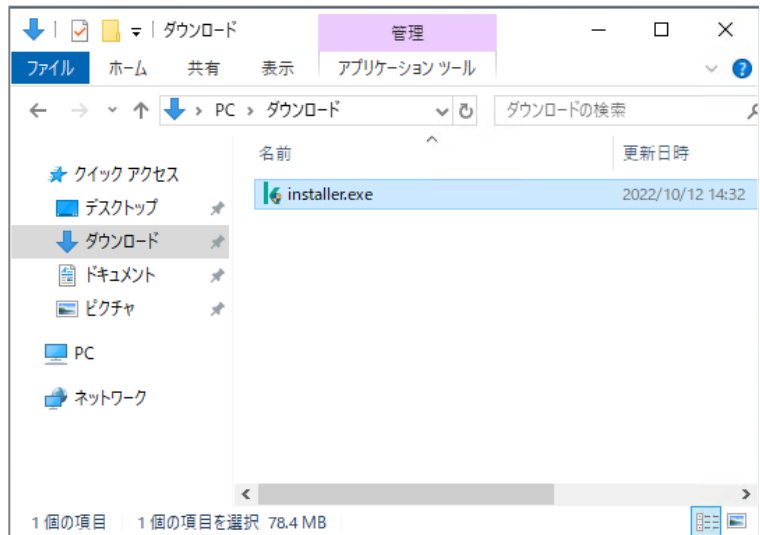 ダウンロード
管理
ファイル ホーム 共有 表示 アプリケーション ツール
PC ダウンロード ダウンロードの検索
名前 更新日時
クイック アクセス
installer.exe 2022/10/12 14:32
デスクトップ
ダウンロード
ドキュメント
ピクチャ
PC
ネットワーク
1 個の項目 1 個の項目を選択 78.4 MB